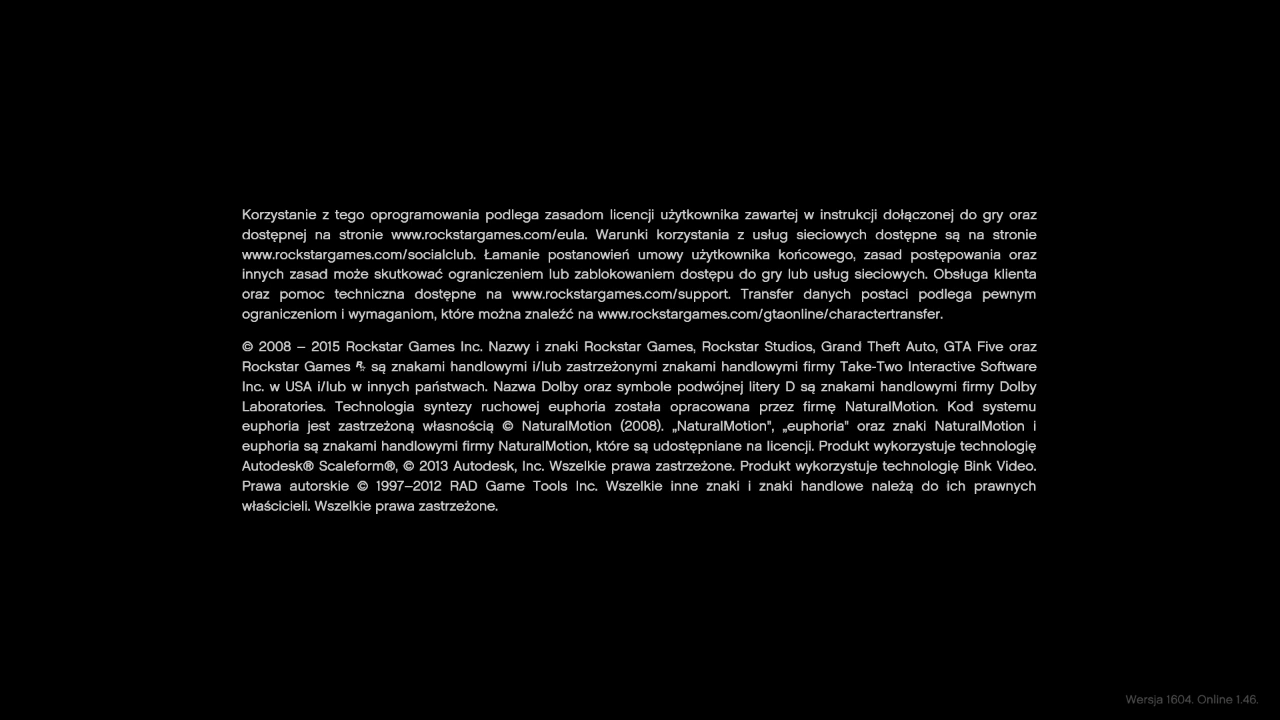 Korzystanie z tego oprogramowania podlega zasadom licencji użytkownika zawartej w instrukcji dołączonej do gry oraz
dostępnej na stronie www.rockstargames.com/eula. Warunki korzystania z usług sieciowych dostępne są na stronie
www.rockstargames.com/socialclub. Łamanie postanowień umowy użytkownika końcowego, zasad postępowania oraz
innych zasad może skutkować ograniczeniem lub zablokowaniem dostępu do gry lub usług sieciowych. Obsługa klienta
oraz pomoc techniczna dostępne na www.rockstargames.com/support. Transfer danych postaci podlega pewnym
ograniczeniom i wymaganiom, które można znaleźć na www.rockstargames.com/gtaonline/charactertransfer.
© 2008 – 2015 Rockstar Games Inc. Nazwy i znaki Rockstar Games, Rockstar Studios, Grand Theft Auto, GTA Five oraz
Rockstar Games R* są znakami handlowymi i/lub zastrzeżonymi znakami handlowymi firmy Take-Two Interactive Software
Inc. w USA i/lub w innych państwach. Nazwa Dolby oraz symbole podwójnej litery D są znakami handlowymi firmy Dolby
Laboratories. Technologia syntezy ruchowej euphoria została opracowana przez firmę NaturalMotion. Kod systemu
euphoria jest zastrzeżoną własnością © NaturalMotion (2008). „NaturalMotion", „euphoria" oraz znaki NaturalMotion i
euphoria są znakami handlowymi firmy NaturalMotion, które są udostępniane na licencji. Produkt wykorzystuje technologię
Autodesk® Scaleform®, © 2013 Autodesk, Inc. Wszelkie prawa zastrzeżone. Produkt wykorzystuje technologię Bink Video.
Prawa autorskie © 1997–2012 RAD Game Tools Inc. Wszelkie inne znaki i znaki handlowe należą do ich prawnych
właścicieli. Wszelkie prawa zastrzeżone.
Wersja 1604. Online 1.46.